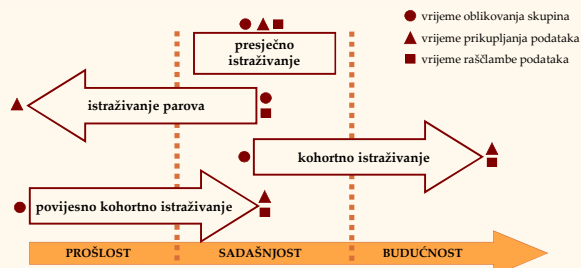 vrijeme oblikovanja skupina
vrijeme prikupljanja podataka
vrijeme raščlambe podataka
presječno
istraživanje
istraživanje parova
kohortno istraživanje
povijesno kohortno istraživanje
PROŠLOST
SADAŠNJOST
BUDUĆNOST